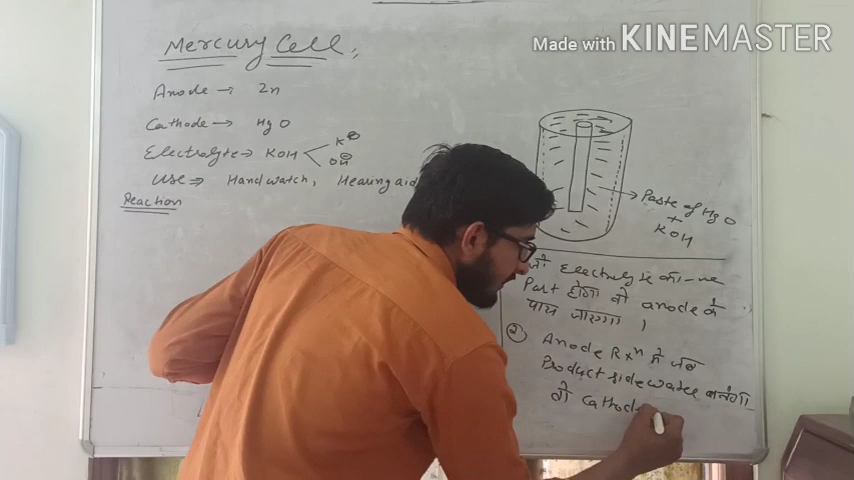 Made with KINEMASTER
Mercury Cell
Anode → Zn
Cathode → HgO
Electrolyte → KOH
K⊕
OH⊖
Use ⇒ Handwatch, Hearing aid
Reaction
Paste of HgO
+
KOH
जो Electrolyte का -ve
Part होगा वो anode के
पास जाएगा ।
② Anode Rxn में जब
Product side water बनेगा
तो Cathode